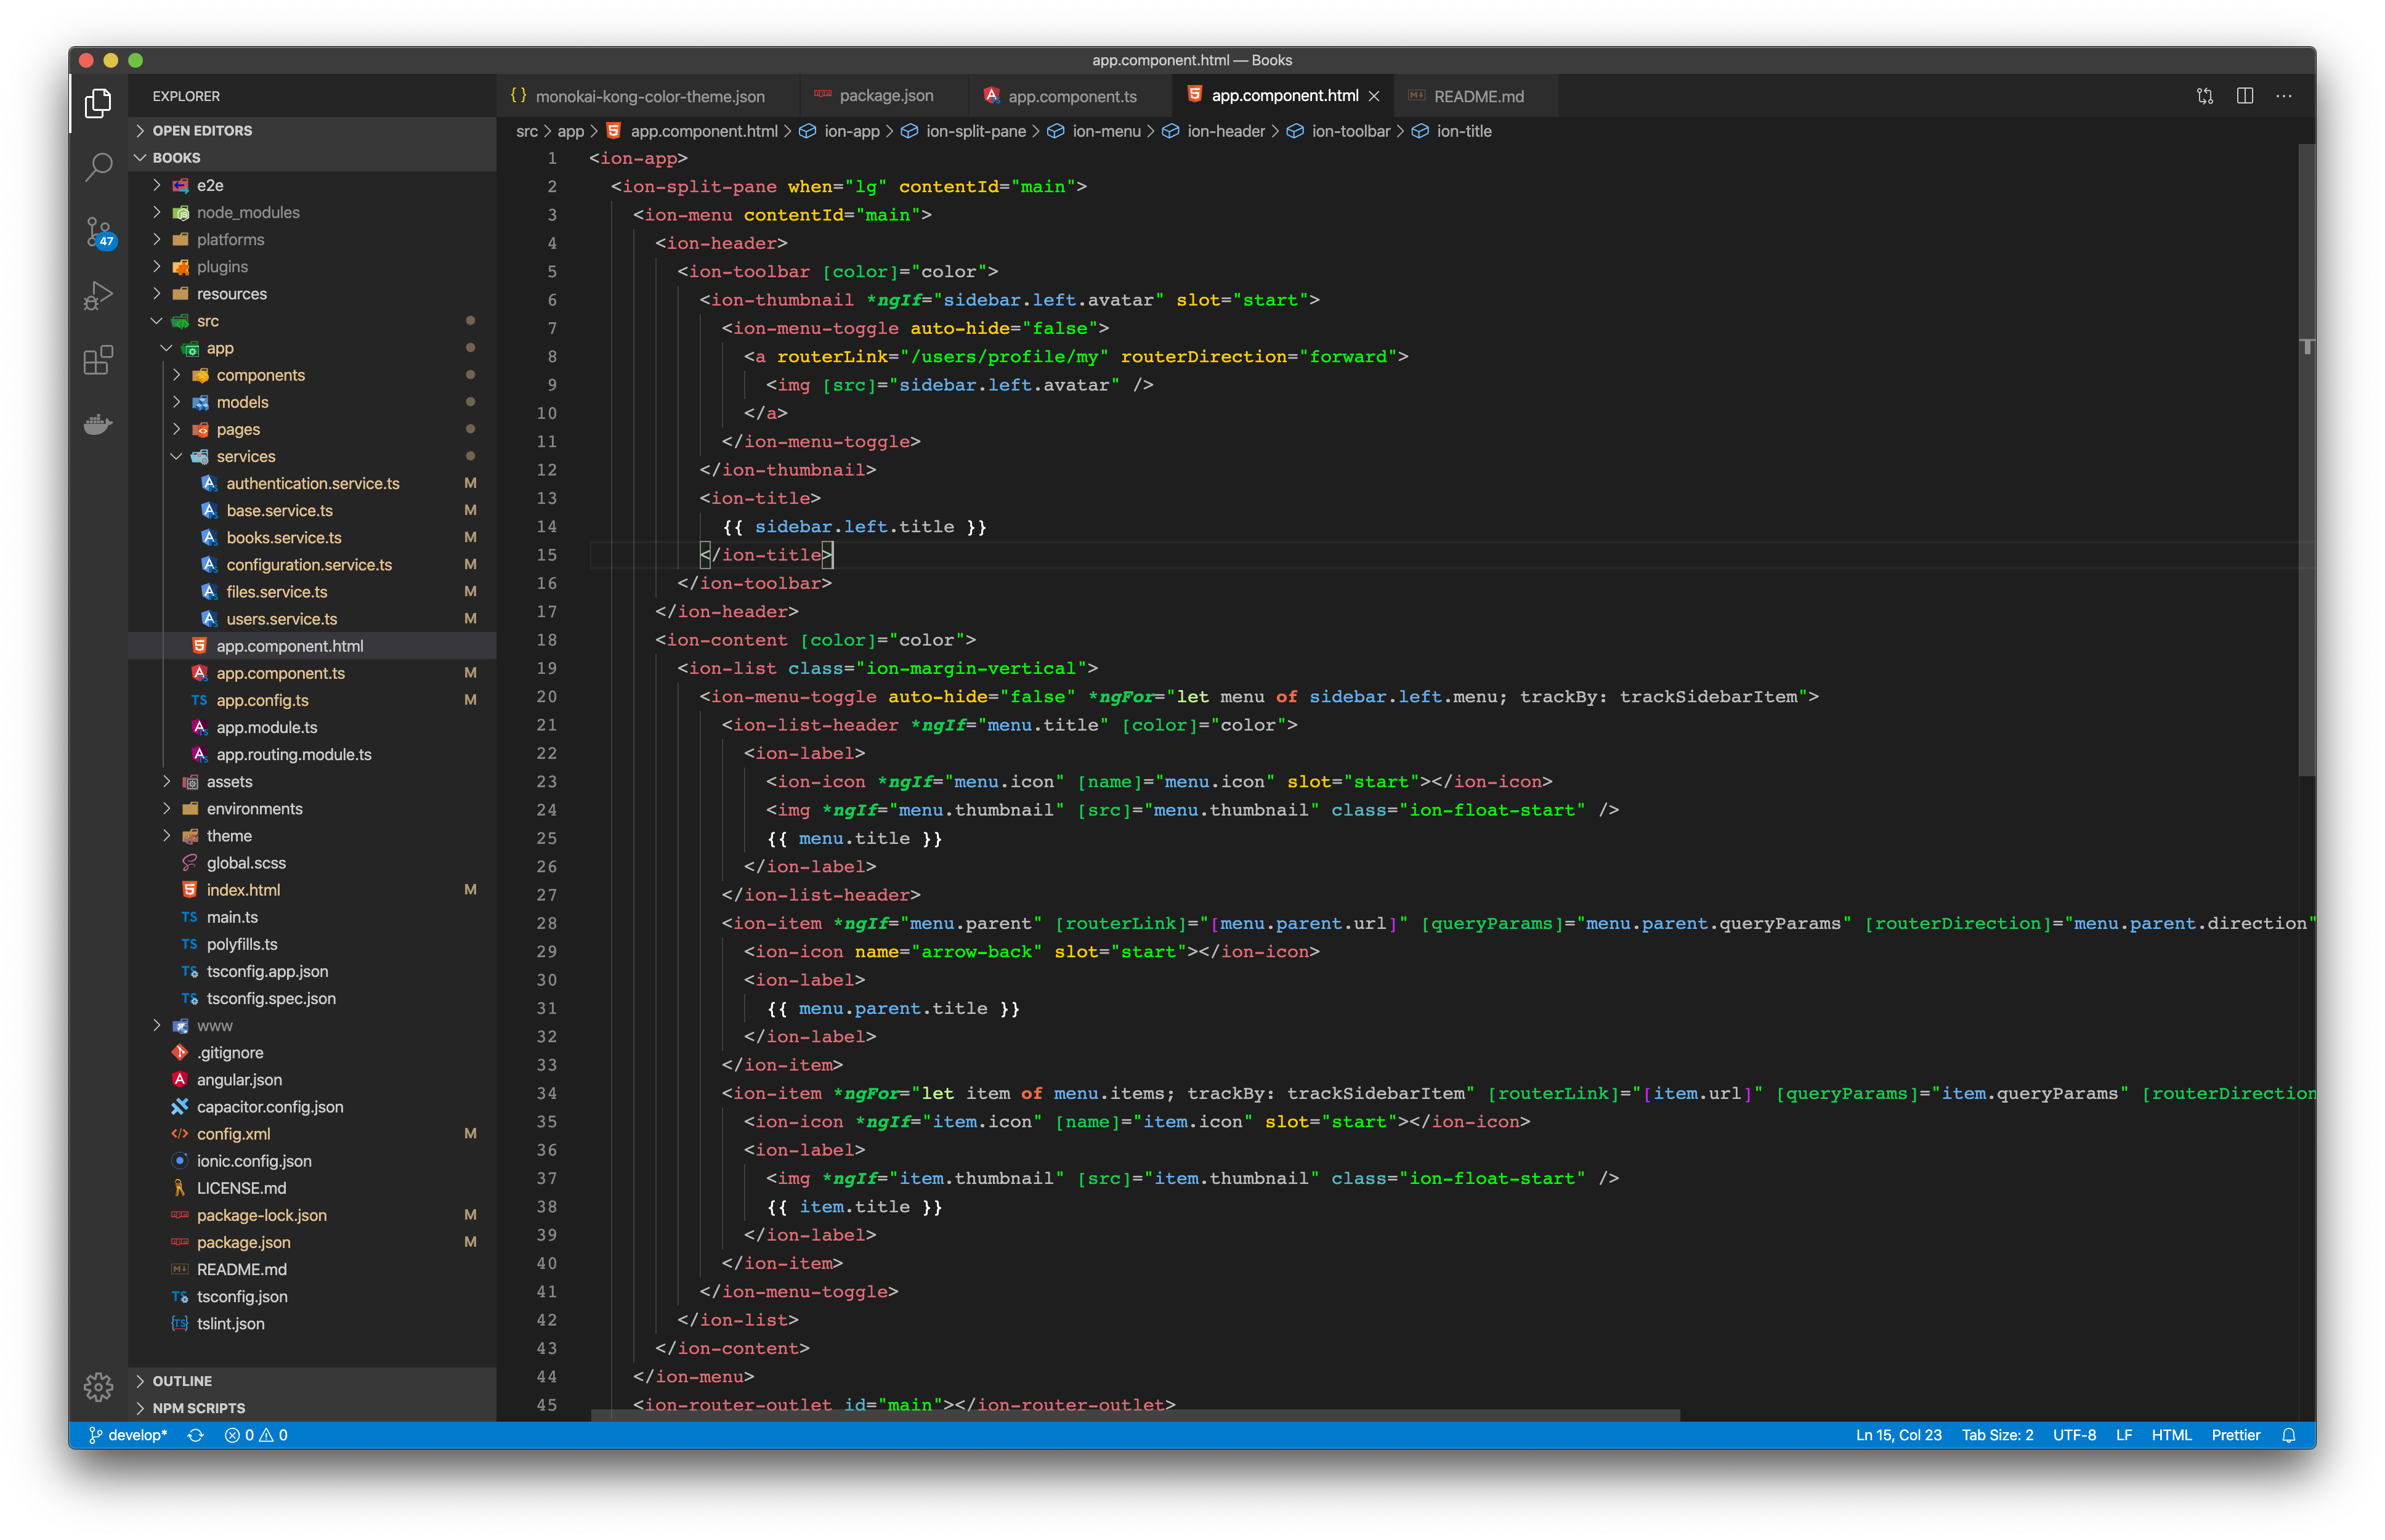 app.component.html — Books
EXPLORER
OPEN EDITORS
BOOKS
e2e
node_modules
platforms
plugins
resources
src
app
components
models
pages
services
authentication.service.ts M
base.service.ts M
books.service.ts M
configuration.service.ts M
files.service.ts M
users.service.ts M
app.component.html
app.component.ts M
app.config.ts M
app.module.ts
app.routing.module.ts
assets
environments
theme
global.scss
index.html M
main.ts
polyfills.ts
tsconfig.app.json
tsconfig.spec.json
www
.gitignore
angular.json
capacitor.config.json
config.xml M
ionic.config.json
LICENSE.md
package-lock.json M
package.json M
README.md
tsconfig.json
tslint.json
OUTLINE
NPM SCRIPTS
47
{ } monokai-kong-color-theme.json package.json app.component.ts app.component.html README.md
src > app > app.component.html > ion-app > ion-split-pane > ion-menu > ion-header > ion-toolbar > ion-title
1 <ion-app>
2 <ion-split-pane when="lg" contentId="main">
3 <ion-menu contentId="main">
4 <ion-header>
5 <ion-toolbar [color]="color">
6 <ion-thumbnail *ngIf="sidebar.left.avatar" slot="start">
7 <ion-menu-toggle auto-hide="false">
8 <a routerLink="/users/profile/my" routerDirection="forward">
9 <img [src]="sidebar.left.avatar" />
10 </a>
11 </ion-menu-toggle>
12 </ion-thumbnail>
13 <ion-title>
14 {{ sidebar.left.title }}
15 </ion-title>
16 </ion-toolbar>
17 </ion-header>
18 <ion-content [color]="color">
19 <ion-list class="ion-margin-vertical">
20 <ion-menu-toggle auto-hide="false" *ngFor="let menu of sidebar.left.menu; trackBy: trackSidebarItem">
21 <ion-list-header *ngIf="menu.title" [color]="color">
22 <ion-label>
23 <ion-icon *ngIf="menu.icon" [name]="menu.icon" slot="start"></ion-icon>
24 <img *ngIf="menu.thumbnail" [src]="menu.thumbnail" class="ion-float-start" />
25 {{ menu.title }}
26 </ion-label>
27 </ion-list-header>
28 <ion-item *ngIf="menu.parent" [routerLink]="[menu.parent.url]" [queryParams]="menu.parent.queryParams" [routerDirection]="menu.parent.direction"
29 <ion-icon name="arrow-back" slot="start"></ion-icon>
30 <ion-label>
31 {{ menu.parent.title }}
32 </ion-label>
33 </ion-item>
34 <ion-item *ngFor="let item of menu.items; trackBy: trackSidebarItem" [routerLink]="[item.url]" [queryParams]="item.queryParams" [routerDirection
35 <ion-icon *ngIf="item.icon" [name]="item.icon" slot="start"></ion-icon>
36 <ion-label>
37 <img *ngIf="item.thumbnail" [src]="item.thumbnail" class="ion-float-start" />
38 {{ item.title }}
39 </ion-label>
40 </ion-item>
41 </ion-menu-toggle>
42 </ion-list>
43 </ion-content>
44 </ion-menu>
45 <ion-router-outlet id="main"></ion-router-outlet>
develop* 0 0 Ln 15, Col 23 Tab Size: 2 UTF-8 LF HTML Prettier